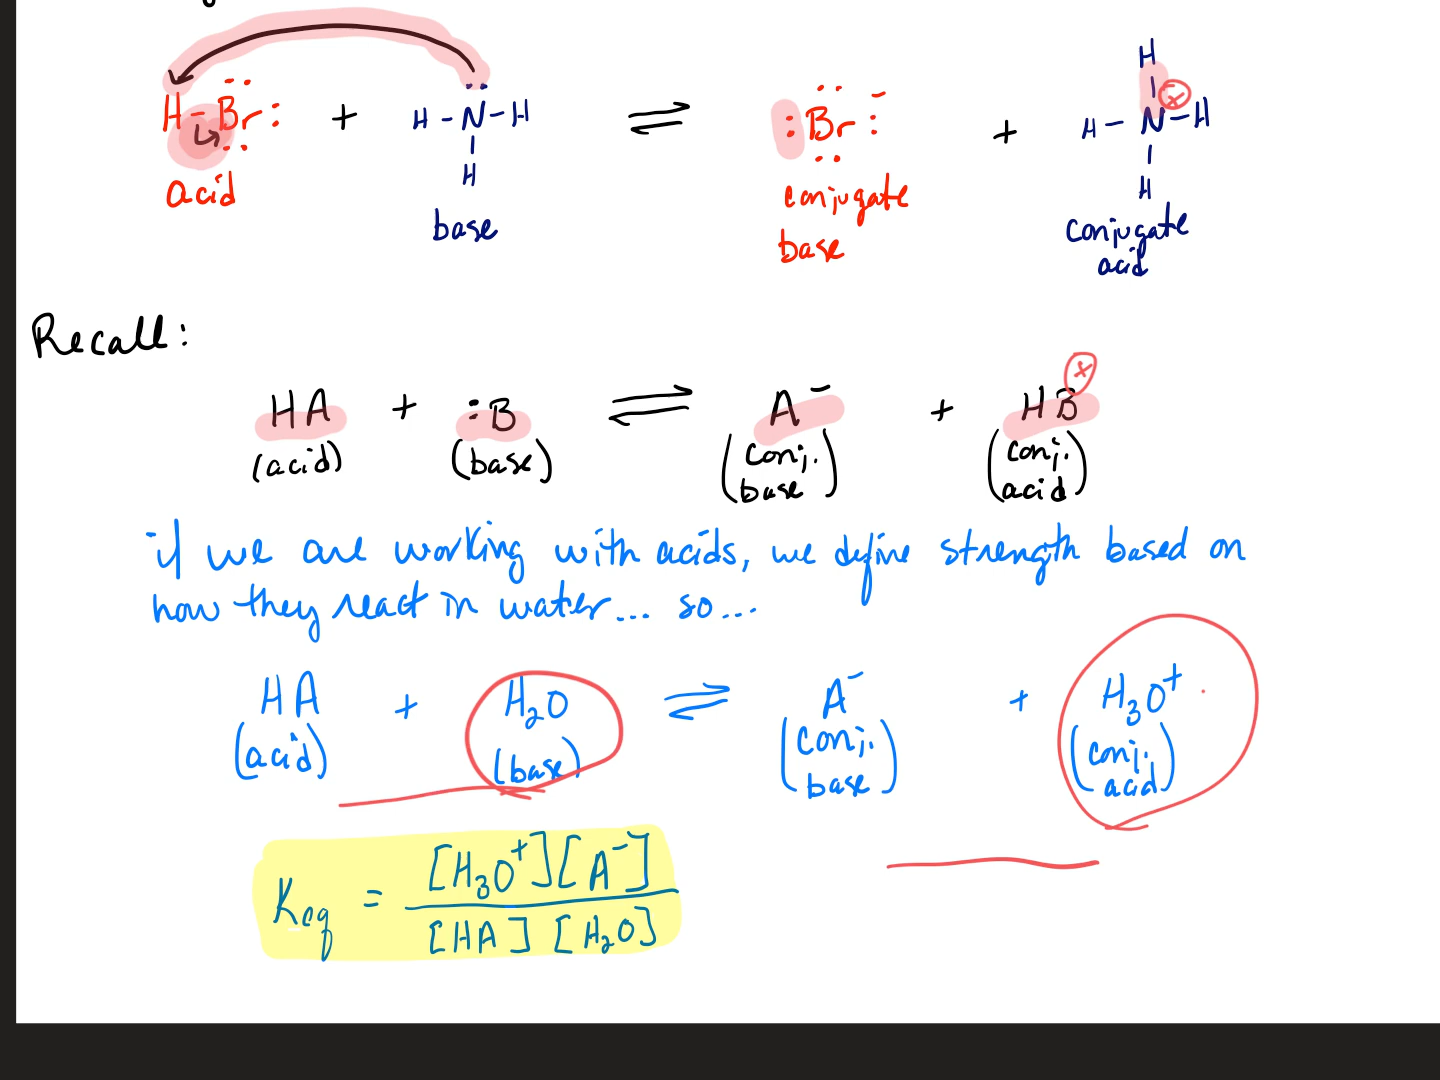 H-Br: + H-N-H ⇌ :Br:⁻ + H-N-H ⊕
H H H
acid base conjugate base conjugate acid
Recall:
HA + :B ⇌ A⁻ + HB⊕
(acid) (base) (conj. base) (conj. acid)
if we are working with acids, we define strength based on
how they react in water... so...
HA + H₂O ⇌ A⁻ + H₃O⁺
(acid) (base) (conj. base) (conj. acid)
Keq = [H₃O⁺][A⁻] / [HA][H₂O]